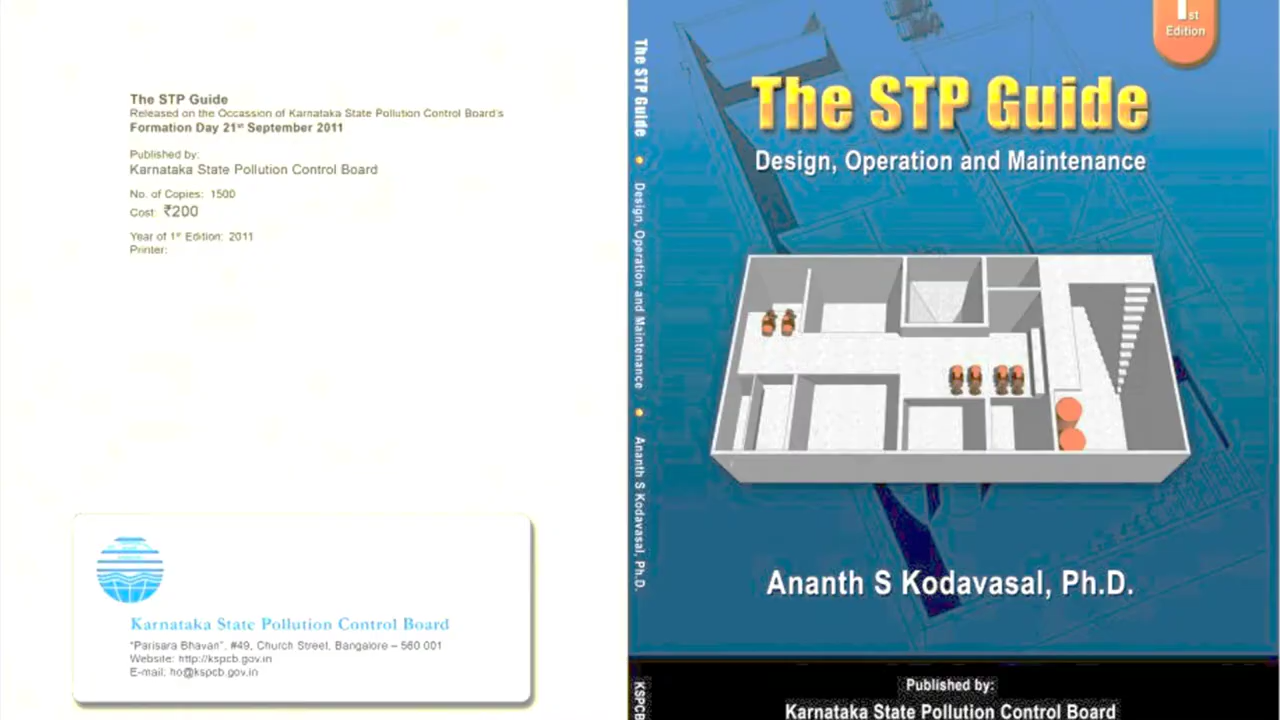 The STP Guide
Released on the Occassion of Karnataka State Pollution Control Board's
Formation Day 21st September 2011
Published by:
Karnataka State Pollution Control Board
No. of Copies: 1500
Cost: ₹200
Year of 1st Edition: 2011
Printer:
Karnataka State Pollution Control Board
"Parisara Bhavan", #49, Church Street, Bangalore – 560 001
Website: http://kspcb.gov.in
E-mail: ho@kspcb.gov.in
The STP Guide • Design, Operation and Maintenance • Ananth S Kodavasal, Ph.D.
KSPCB
1st
Edition
The STP Guide
Design, Operation and Maintenance
Ananth S Kodavasal, Ph.D.
Published by:
Karnataka State Pollution Control Board